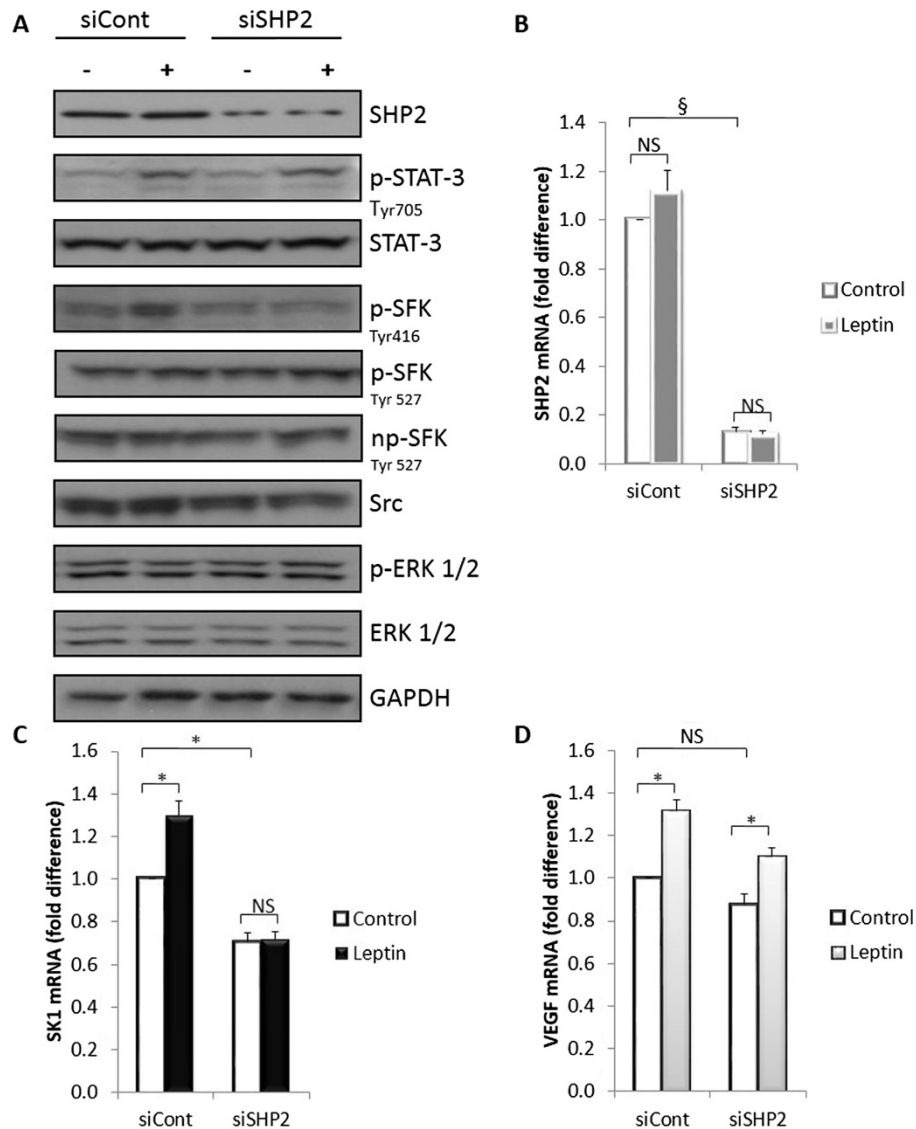 A
siCont siSHP2
- + - +
SHP2
p-STAT-3
Tyr705
STAT-3
p-SFK
Tyr416
p-SFK
Tyr 527
np-SFK
Tyr 527
Src
p-ERK 1/2
ERK 1/2
GAPDH
B
SHP2 mRNA (fold difference)
1.4
1.2
1.0
0.8
0.6
0.4
0.2
0.0
§
NS
NS
siCont siSHP2
Control
Leptin
C
SK1 mRNA (fold difference)
1.6
1.4
1.2
1.0
0.8
0.6
0.4
0.2
0.0
*
*
NS
siCont siSHP2
Control
Leptin
D
VEGF mRNA (fold difference)
1.6
1.4
1.2
1.0
0.8
0.6
0.4
0.2
0.0
NS
*
*
siCont siSHP2
Control
Leptin